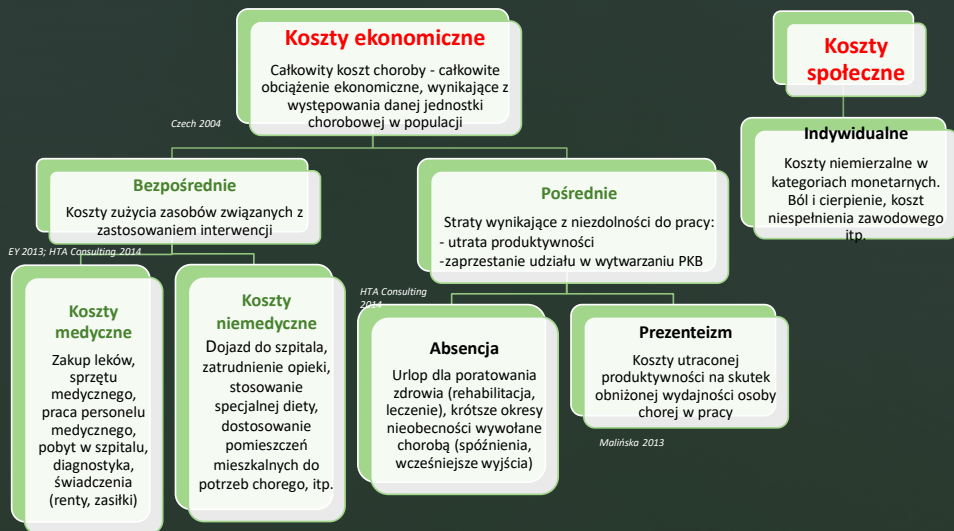 Koszty ekonomiczne
Całkowity koszt choroby - całkowite
obciążenie ekonomiczne, wynikające z
występowania danej jednostki
chorobowej w populacji
Czech 2004
Koszty
społeczne
Indywidualne
Koszty niemierzalne w
kategoriach monetarnych.
Ból i cierpienie, koszt
niespełnienia zawodowego
itp.
Bezpośrednie
Koszty zużycia zasobów związanych z
zastosowaniem interwencji
EY 2013; HTA Consulting 2014
Pośrednie
Straty wynikające z niezdolności do pracy:
- utrata produktywności
-zaprzestanie udziału w wytwarzaniu PKB
HTA Consulting
2014
Koszty
medyczne
Zakup leków,
sprzętu
medycznego,
praca personelu
medycznego,
pobyt w szpitalu,
diagnostyka,
świadczenia
(renty, zasiłki)
Koszty
niemedyczne
Dojazd do szpitala,
zatrudnienie opieki,
stosowanie
specjalnej diety,
dostosowanie
pomieszczeń
mieszkalnych do
potrzeb chorego, itp.
Absencja
Urlop dla poratowania
zdrowia (rehabilitacja,
leczenie), krótsze okresy
nieobecności wywołane
chorobą (spóźnienia,
wcześniejsze wyjścia)
Prezenteizm
Koszty utraconej
produktywności na skutek
obniżonej wydajności osoby
chorej w pracy
Malińska 2013